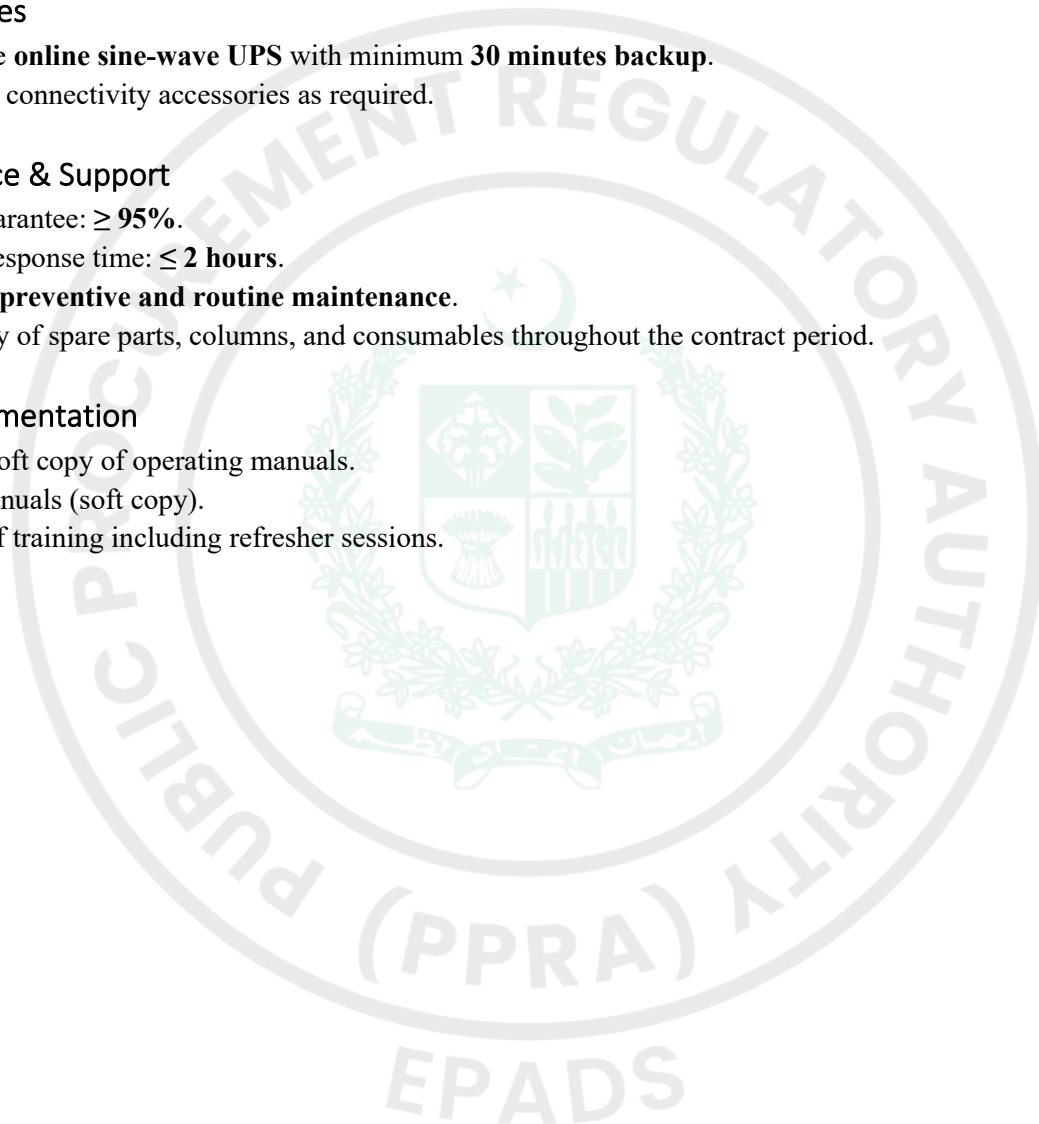 es
e online sine-wave UPS with minimum 30 minutes backup.
connectivity accessories as required.
ce & Support
arantee: ≥ 95%.
esponse time: ≤ 2 hours.
preventive and routine maintenance.
y of spare parts, columns, and consumables throughout the contract period.
mentation
oft copy of operating manuals.
nuals (soft copy).
f training including refresher sessions.
PUBLIC PROCUREMENT REGULATORY AUTHORITY
(PPRA)
EPADS